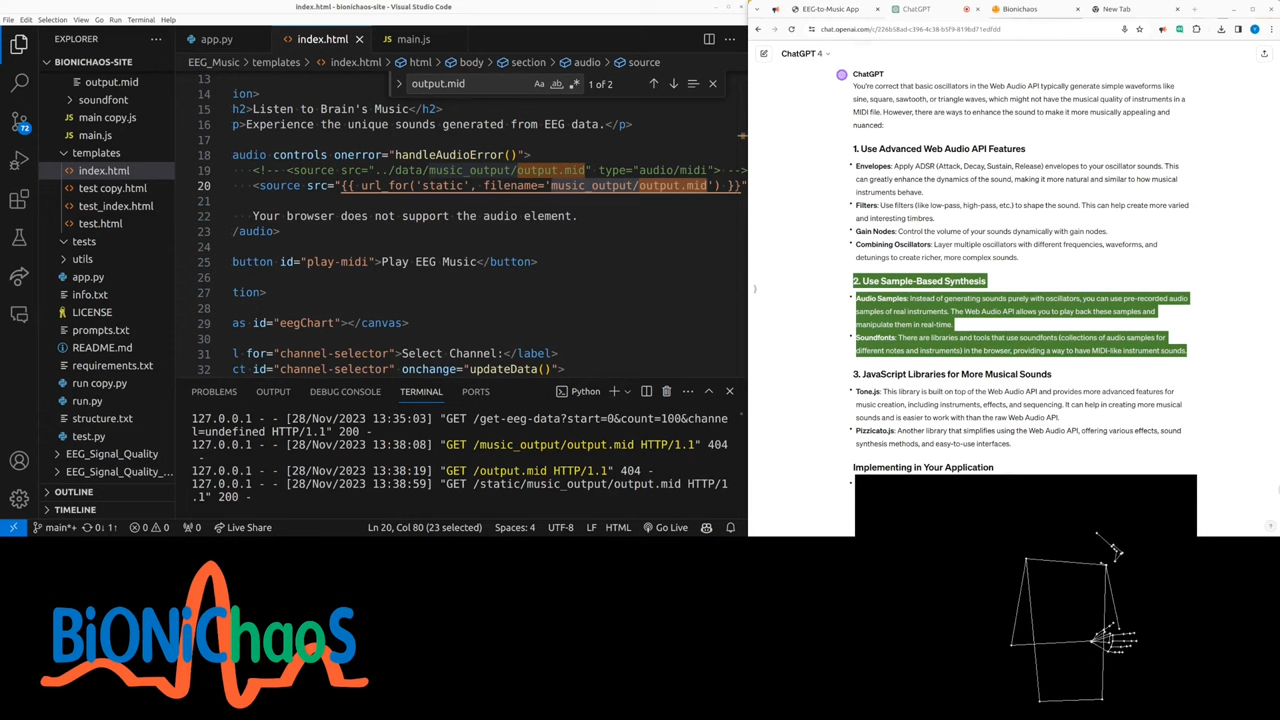 index.html - bionichaos-site - Visual Studio Code
File Edit Selection View Go Run Terminal Help
EXPLORER
BIONICHAOS-SITE
output.mid
soundfont
main copy.js
main.js
templates
index.html
test copy.html
test_index.html
test.html
tests
utils
app.py
info.txt
LICENSE
prompts.txt
README.md
requirements.txt
run copy.py
run.py
structure.txt
test.py
EEG_Signal_Quality
EEG_Signal_Quality_...
OUTLINE
TIMELINE
72
app.py
index.html
main.js
EEG_Music > templates > index.html > html > body > section > audio > source
output.mid
Aa ab
1 of 2
13
14 ion>
15 h2>Listen to Brain's Music</h2>
16 p>Experience the unique sounds generated from EEG data.</p>
17
18 audio controls onerror="handleAudioError()">
19 <!--<source src="../data/music_output/output.mid" type="audio/midi"> -->
20 <source src="{{ url_for('static', filename='music_output/output.mid') }}"
21
22 Your browser does not support the audio element.
23 /audio>
24
25 button id="play-midi">Play EEG Music</button>
26
27 tion>
28
29 as id="eegChart"></canvas>
30
31 l for="channel-selector">Select Channel:</label>
32 ct id="channel-selector" onchange="updateData()">
PROBLEMS OUTPUT DEBUG CONSOLE TERMINAL PORTS
Python
127.0.0.1 - - [28/Nov/2023 13:38:08] "GET /music_output/output.mid HTTP/1.1" 404
-
127.0.0.1 - - [28/Nov/2023 13:38:19] "GET /output.mid HTTP/1.1" 404 -
127.0.0.1 - - [28/Nov/2023 13:38:59] "GET /static/music_output/output.mid HTTP/1
.1" 200 -
main* 0↓ 1↑ 0 0 0 Live Share
Ln 20, Col 80 (23 selected) Spaces: 4 UTF-8 LF HTML Go Live
EEG-to-Music App
ChatGPT
Bionichaos
New Tab
ChatGPT 4
ChatGPT
You're correct that basic oscillators in the Web Audio API typically generate simple waveforms like
sine, square, sawtooth, or triangle waves, which might not have the musical quality of instruments in a
MIDI file. However, there are ways to enhance the sound to make it more musically appealing and
nuanced:
1. Use Advanced Web Audio API Features
Envelopes: Apply ADSR (Attack, Decay, Sustain, Release) envelopes to your oscillator sounds. This
can greatly enhance the dynamics of the sound, making it more natural and similar to how musical
instruments behave.
Filters: Use filters (like low-pass, high-pass, etc.) to shape the sound. This can help create more varied
and interesting timbres.
Gain Nodes: Control the volume of your sounds dynamically with gain nodes.
Combining Oscillators: Layer multiple oscillators with different frequencies, waveforms, and
detunings to create richer, more complex sounds.
2. Use Sample-Based Synthesis
Audio Samples: Instead of generating sounds purely with oscillators, you can use pre-recorded audio
samples of real instruments. The Web Audio API allows you to play back these samples and
manipulate them in real-time.
Soundfonts: There are libraries and tools that use soundfonts (collections of audio samples for
different notes and instruments) in the browser, providing a way to have MIDI-like instrument sounds.
3. JavaScript Libraries for More Musical Sounds
Tone.js: This library is built on top of the Web Audio API and provides more advanced features for
music creation, including instruments, effects, and sequencing. It can help in creating more musical
sounds and is easier to work with than the raw Web Audio API.
Pizzicato.js: Another library that simplifies using the Web Audio API, offering various effects, sound
synthesis methods, and easy-to-use interfaces.
Implementing in Your Application
BiONiChaoS